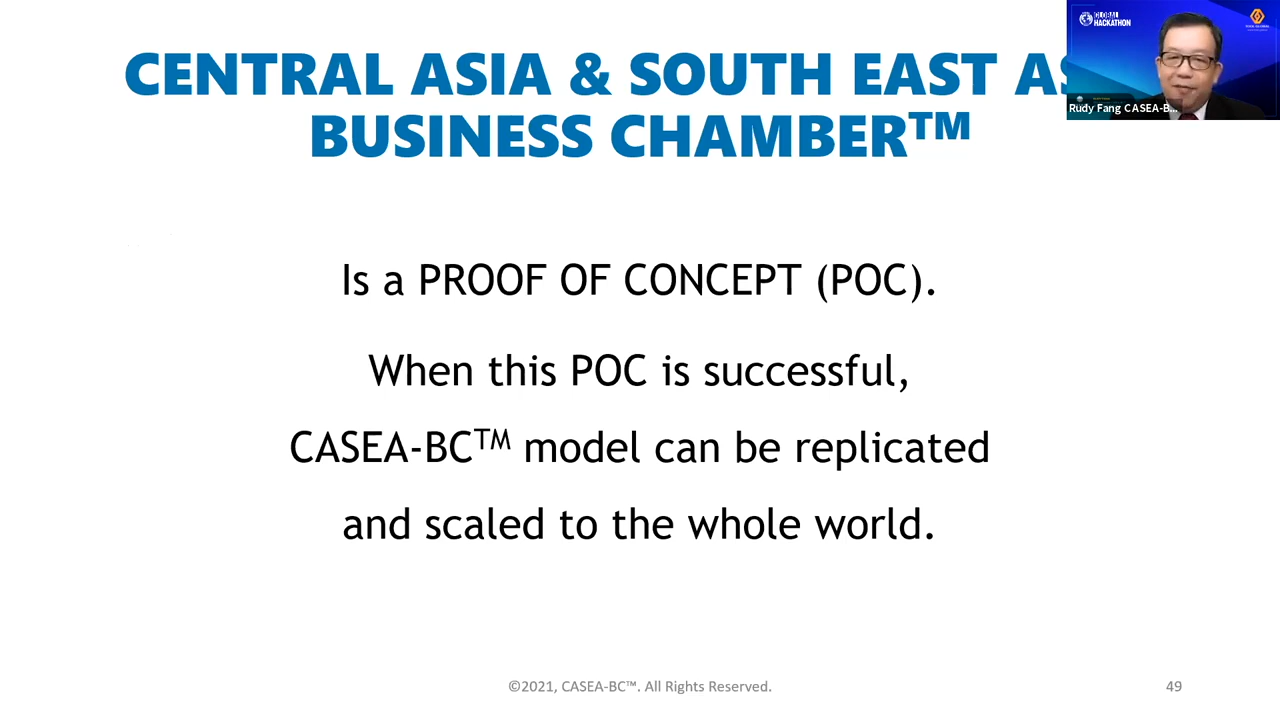 CENTRAL ASIA & SOUTH EAST
BUSINESS CHAMBER™
Is a PROOF OF CONCEPT (POC).
When this POC is successful,
CASEA-BC™ model can be replicated
and scaled to the whole world.
©2021, CASEA-BC™. All Rights Reserved.
49
GLOBAL
HACKATHON
Rudy Fang CASEA-B...